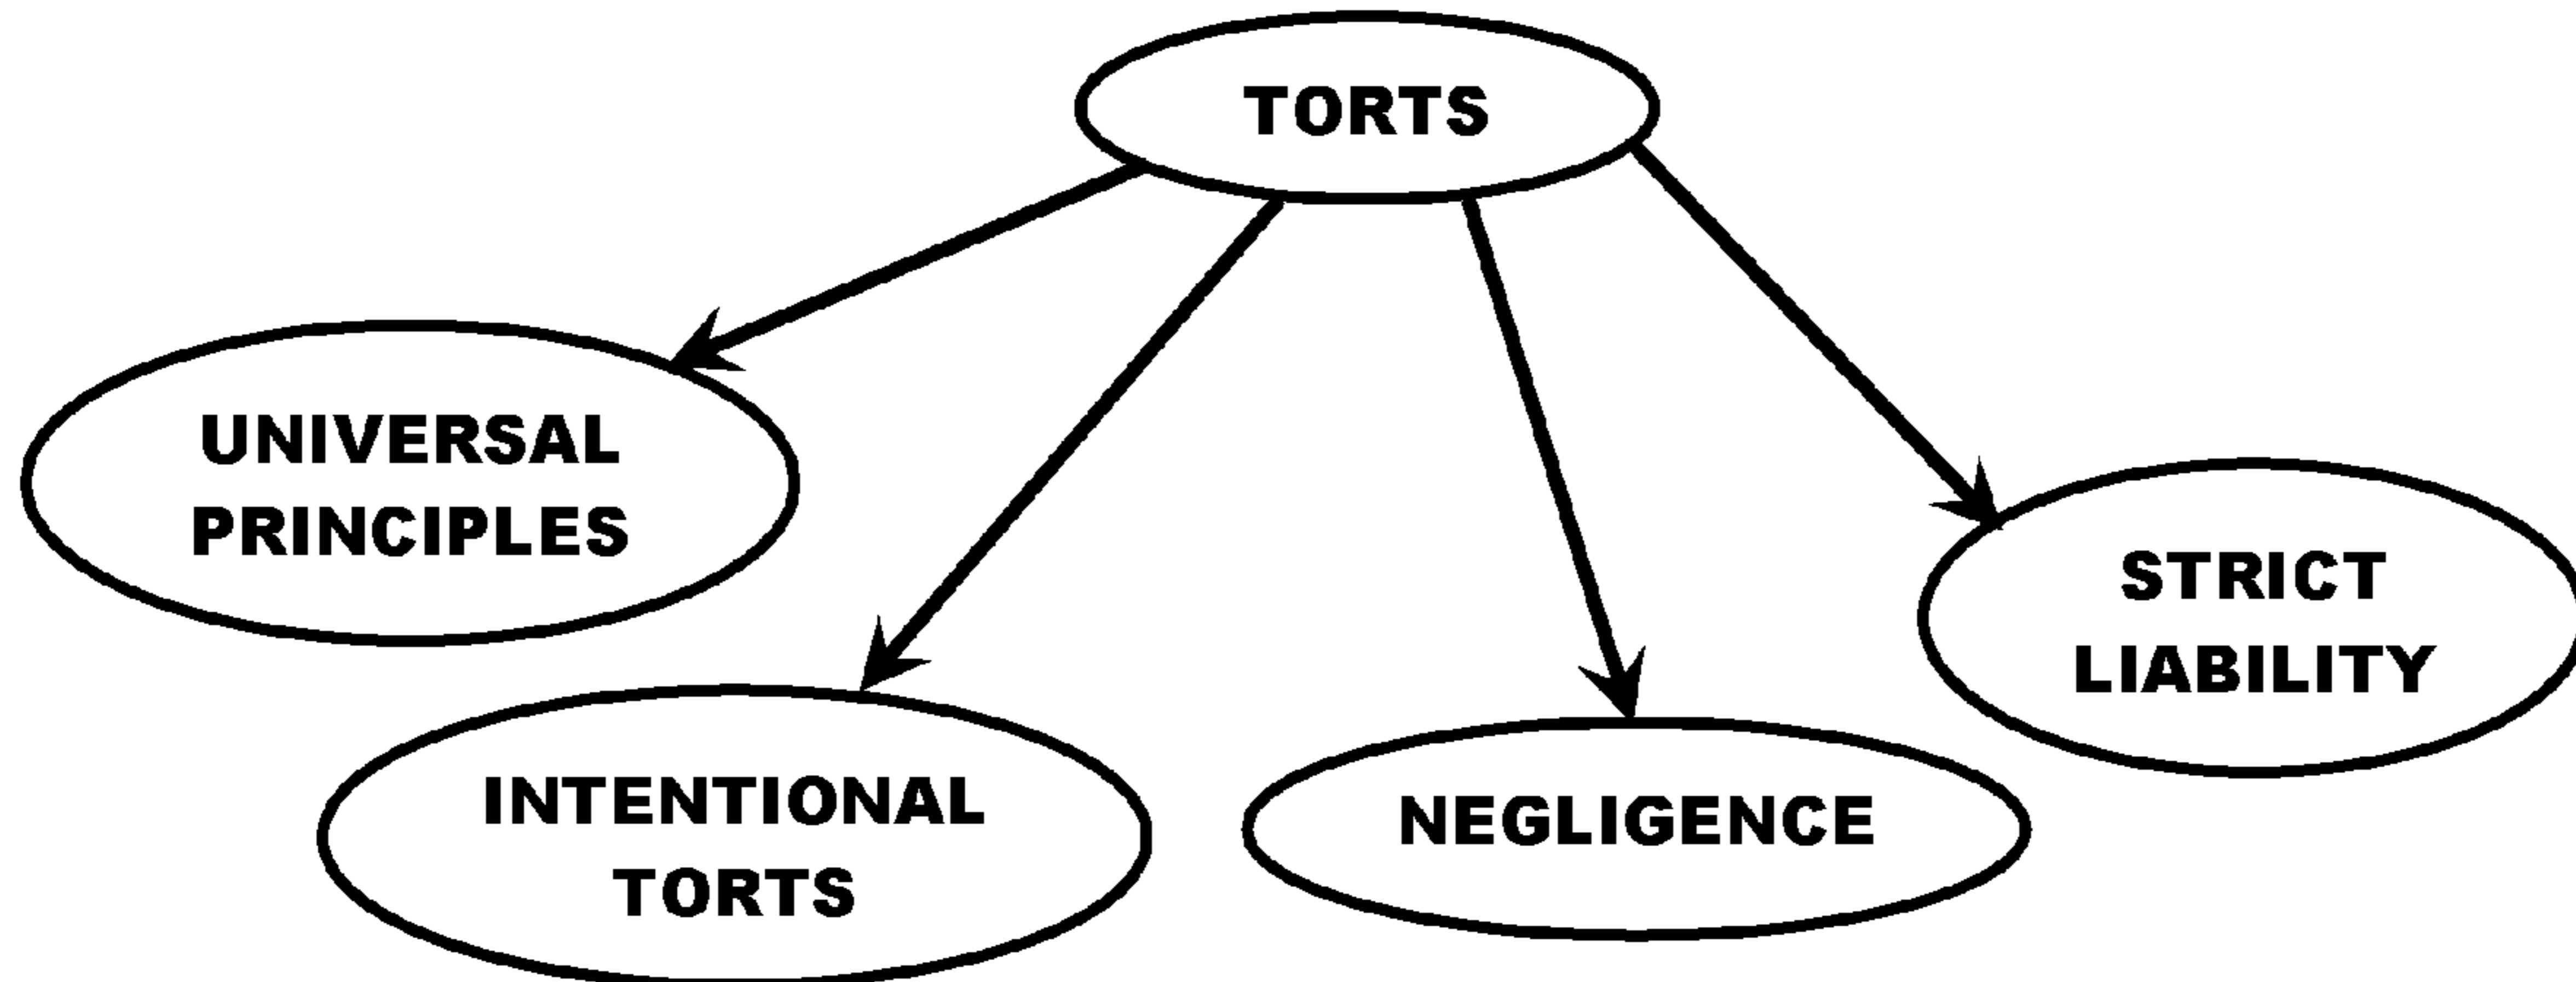 TORTS
UNIVERSAL
PRINCIPLES
INTENTIONAL
TORTS
NEGLIGENCE
STRICT
LIABILITY